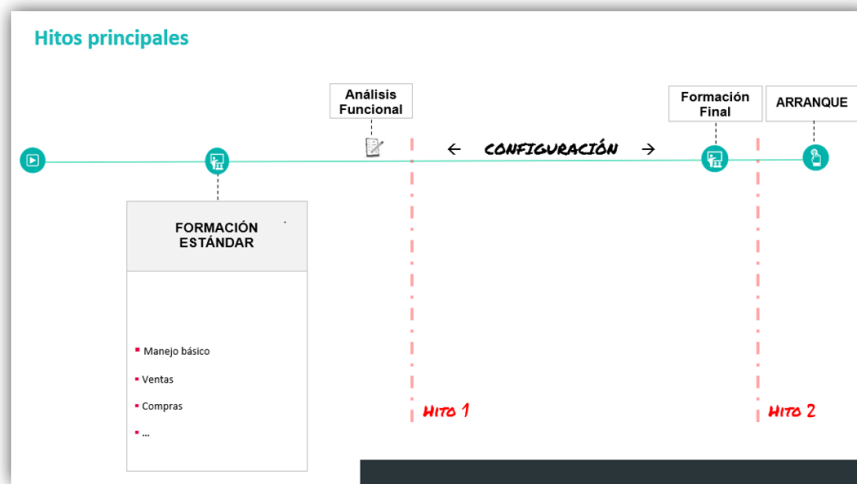 Hitos principales
Análisis
Funcional
Formación
Final
ARRANQUE
← CONFIGURACIÓN →
FORMACIÓN
ESTÁNDAR
Manejo básico
Ventas
Compras
...
Hito 1
Hito 2